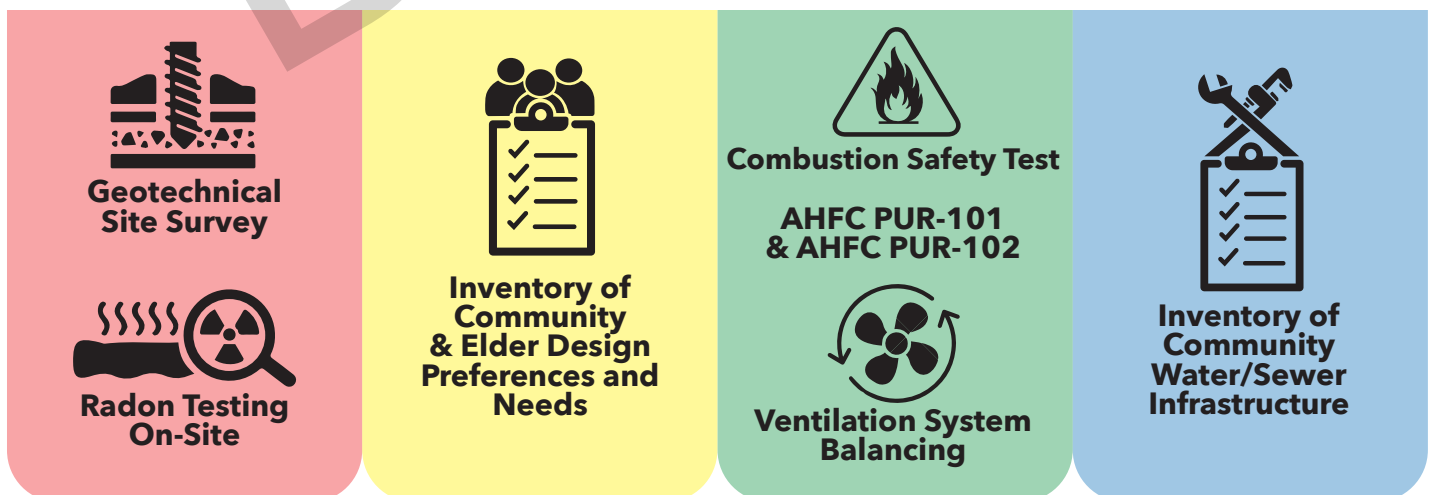 Geotechnical
Site Survey
Radon Testing
On-Site
Inventory of
Community
& Elder Design
Preferences and
Needs
Combustion Safety Test
AHFC PUR-101
& AHFC PUR-102
Ventilation System
Balancing
Inventory of
Community
Water/Sewer
Infrastructure